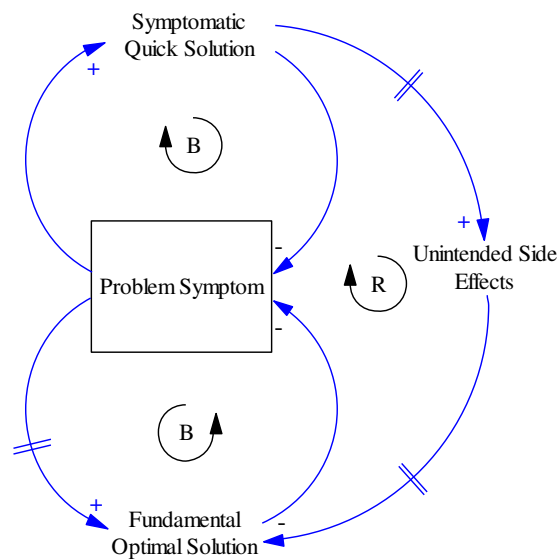 Symptomatic
Quick Solution
+
B
+
-
Unintended Side
Effects
Problem Symptom
R
-
B
+
-
Fundamental
Optimal Solution